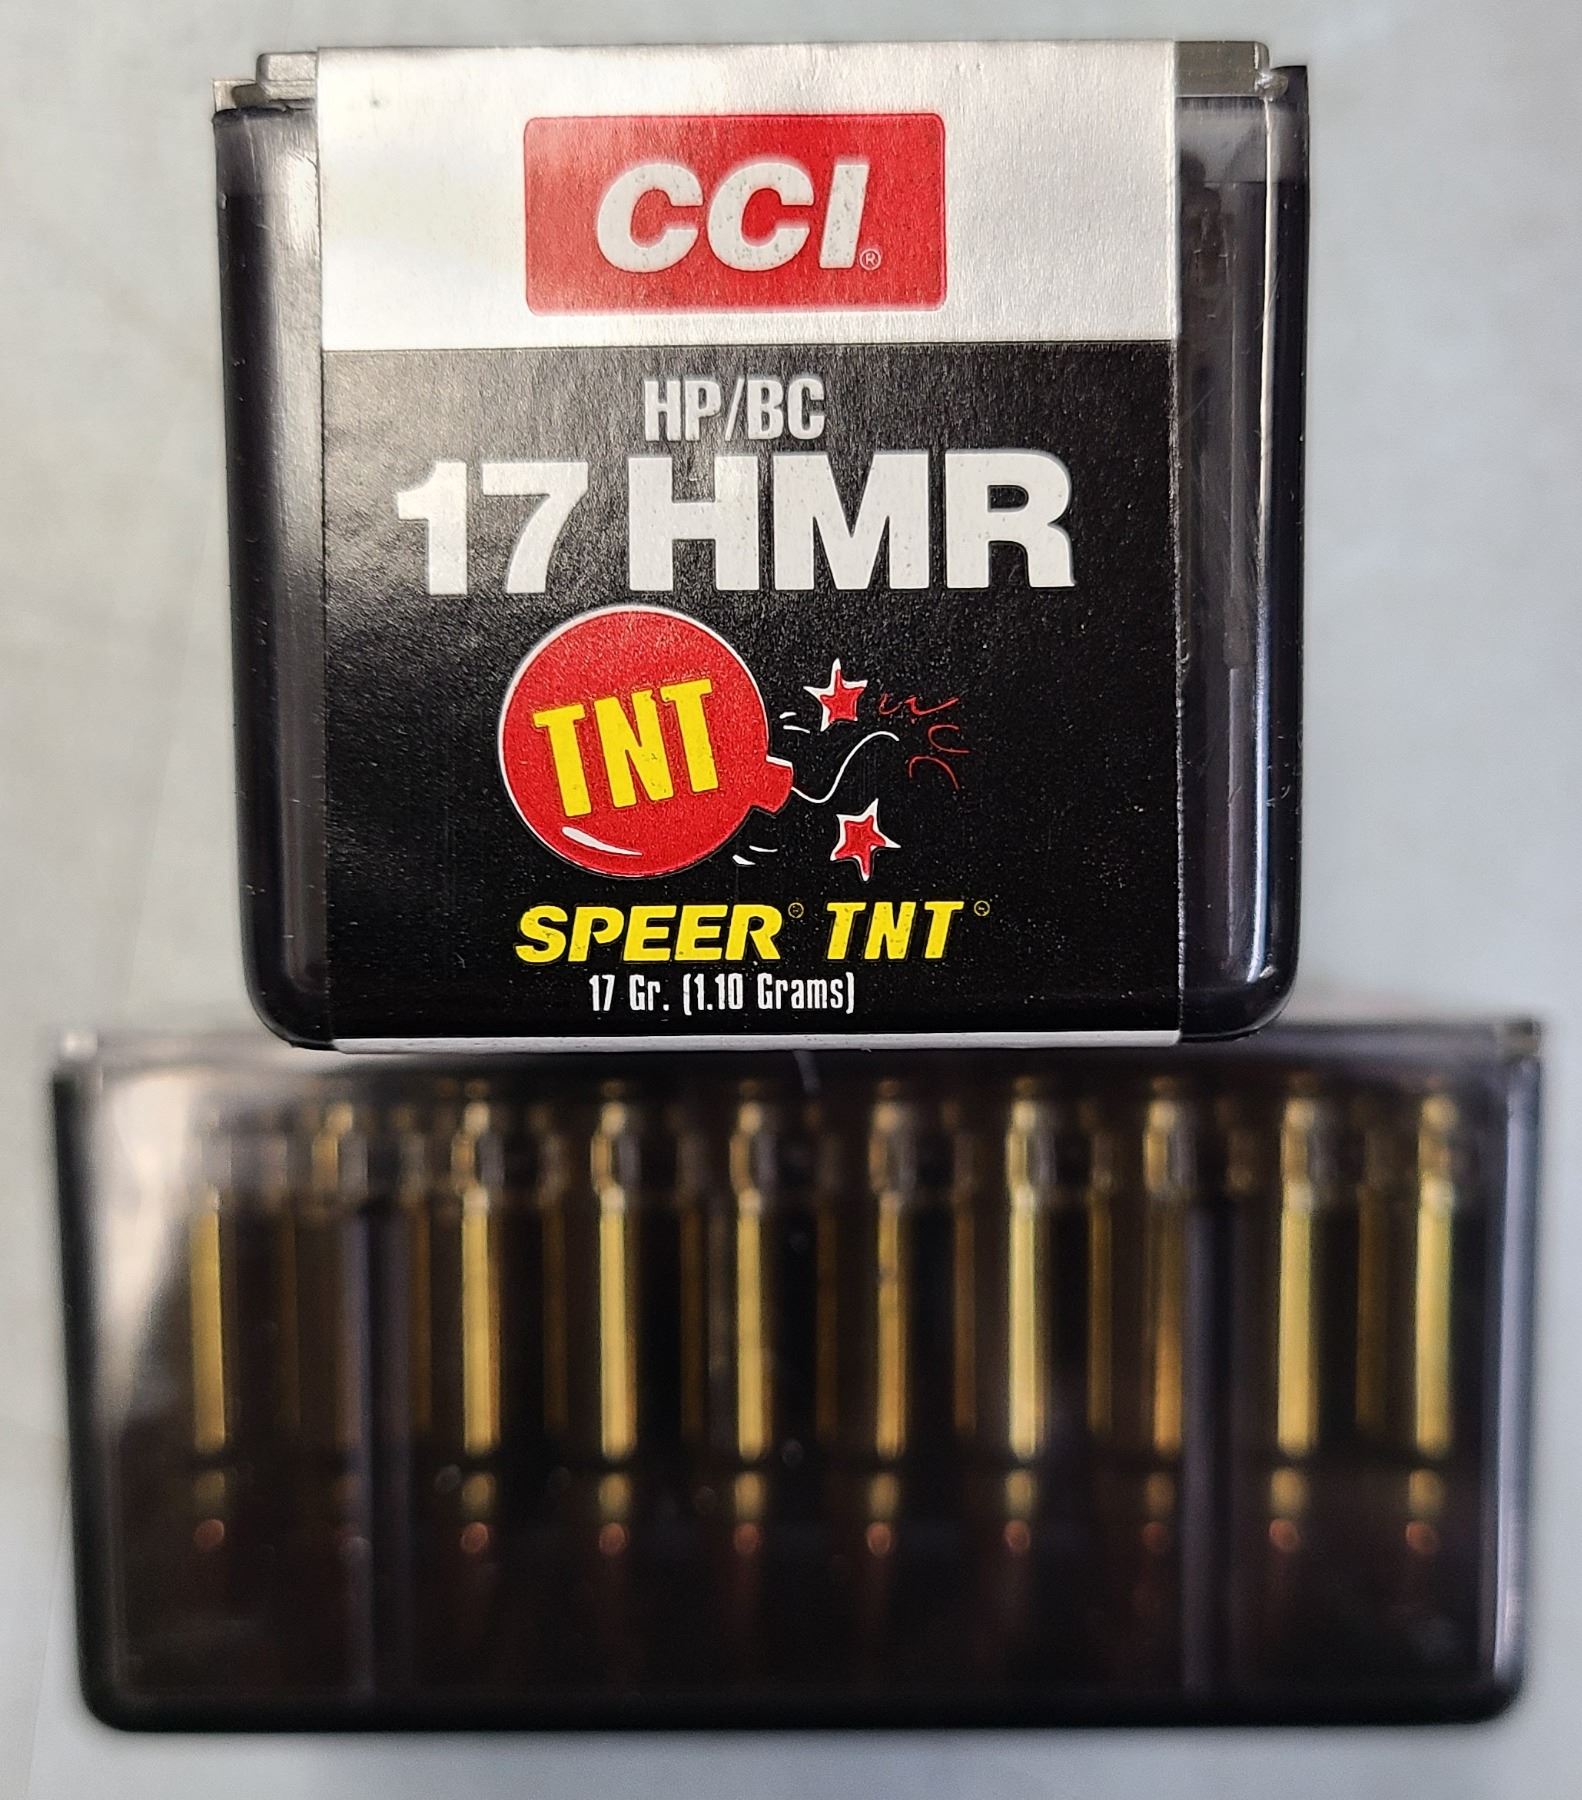 CCI®
HP/BC
17 HMR
TNT
SPEER® TNT®
17 Gr. (1.10 Grams)